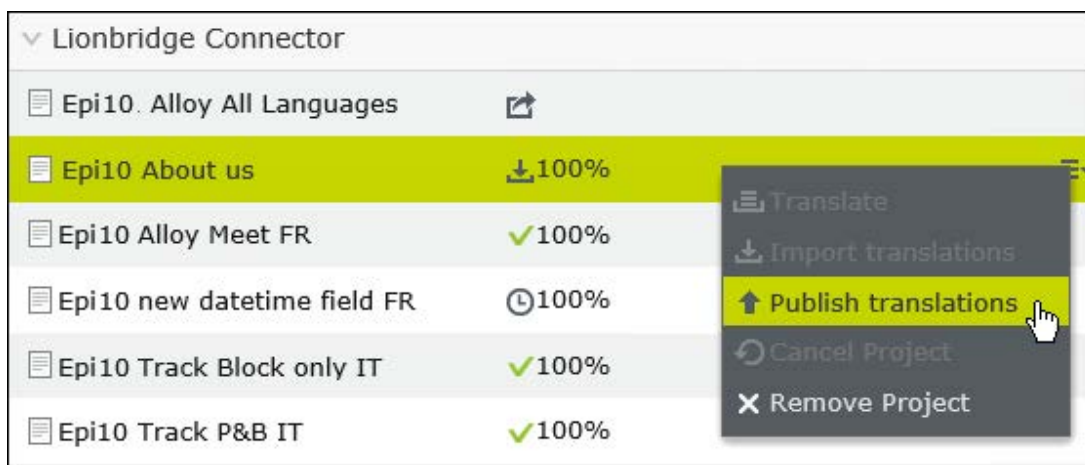 Lionbridge Connector
Epi10. Alloy All Languages
Epi10 About us 100%
Translate
Epi10 Alloy Meet FR 100%
Import translations
Epi10 new datetime field FR 100%
Publish translations
Epi10 Track Block only IT 100%
Cancel Project
Remove Project
Epi10 Track P&B IT 100%